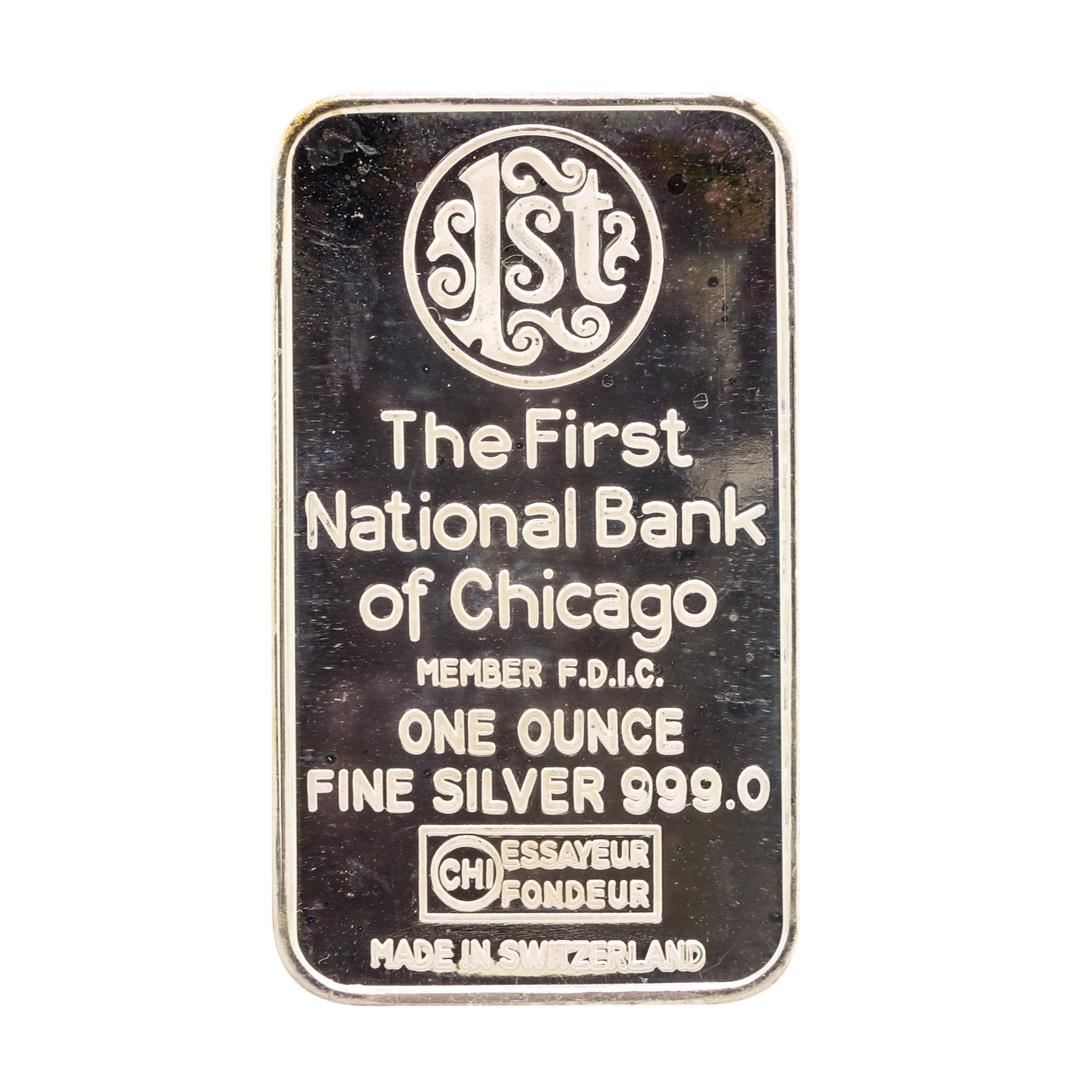 1st
The First
National Bank
of Chicago
MEMBER F.D.I.C.
ONE OUNCE
FINE SILVER 999.0
CHI ESSAYEUR
FONDEUR
MADE IN SWITZERLAND